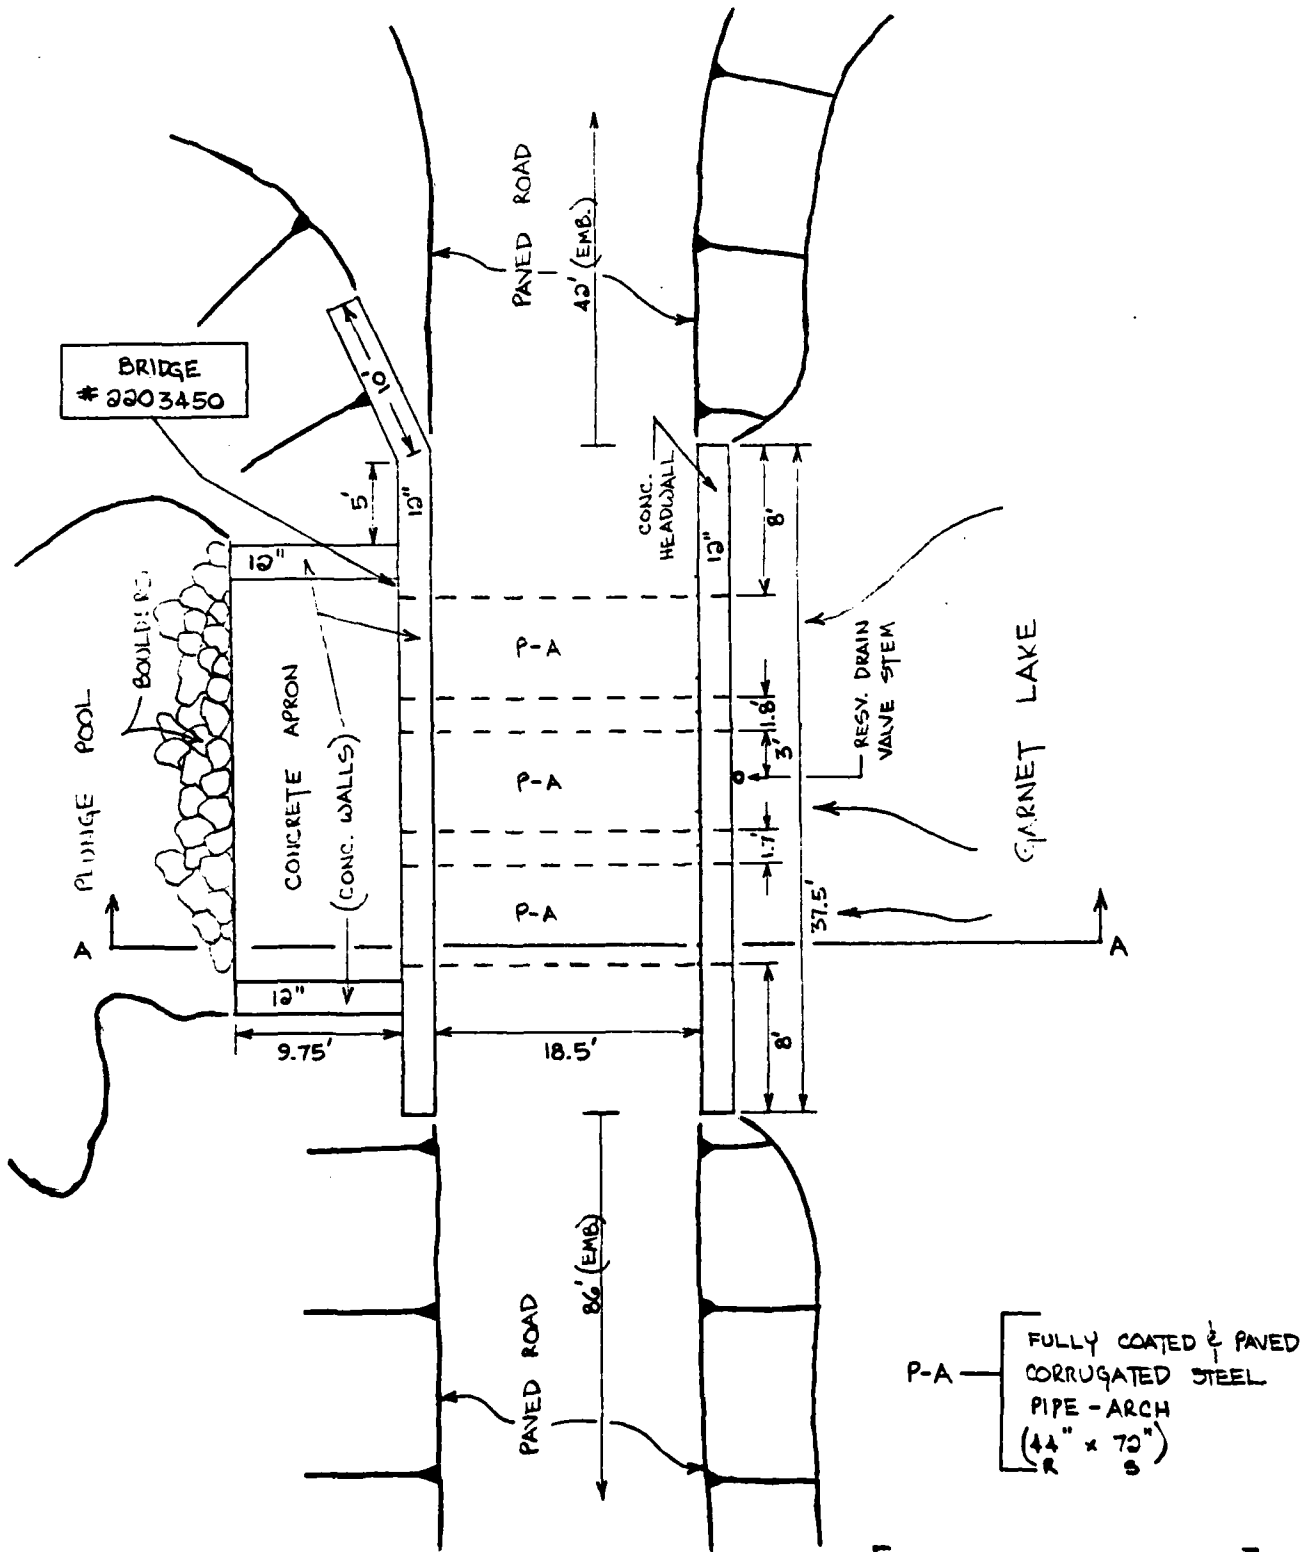 PAVED ROAD
42' (EMB.)
BRIDGE
# 2203450
10'
5'
12"
CONC.
HEADWALL
12"
8'
12"
BOULDERS
PLUNGE POOL
CONCRETE APRON
(CONC. WALLS)
P-A
P-A
P-A
1.8'
3'
1.7'
RESV. DRAIN
VALVE STEM
GARNET LAKE
37.5'
A
A
12"
9.75'
18.5'
8'
86' (EMB)
PAVED ROAD
P-A
FULLY COATED & PAVED
CORRUGATED STEEL
PIPE-ARCH
(44" x 72")
R S